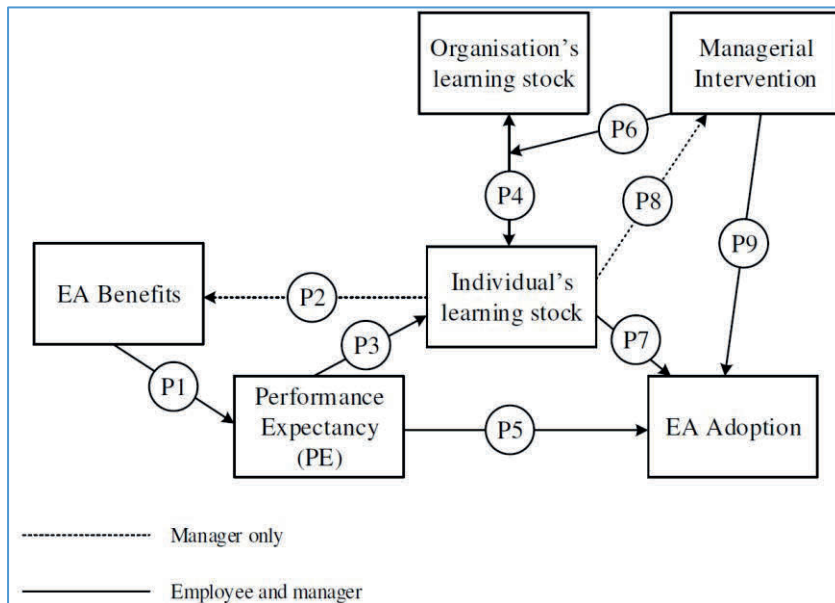 Organisation's
learning stock
Managerial
Intervention
P6
P4
P8
P9
EA Benefits
P2
Individual's
learning stock
P3
P7
P1
Performance
Expectancy
(PE)
P5
EA Adoption
Manager only
Employee and manager